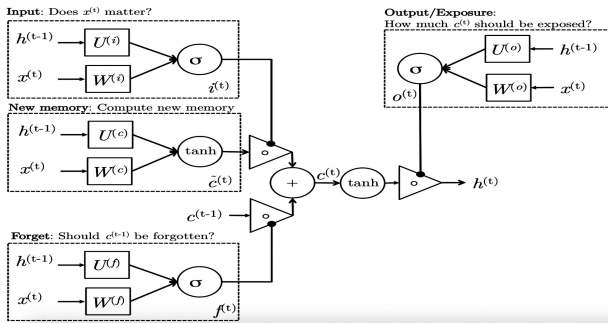 Input: Does x^(t) matter?
h^(t-1)
U^(i)
σ
x^(t)
W^(i)
i^(t)
New memory: Compute new memory
h^(t-1)
U^(c)
tanh
x^(t)
W^(c)
c̃^(t)
Forget: Should c^(t-1) be forgotten?
h^(t-1)
U^(f)
σ
x^(t)
W^(f)
f^(t)
∘
c^(t-1)
∘
+
c^(t)
tanh
∘
h^(t)
Output/Exposure:
How much c^(t) should be exposed?
U^(o)
h^(t-1)
σ
W^(o)
x^(t)
o^(t)